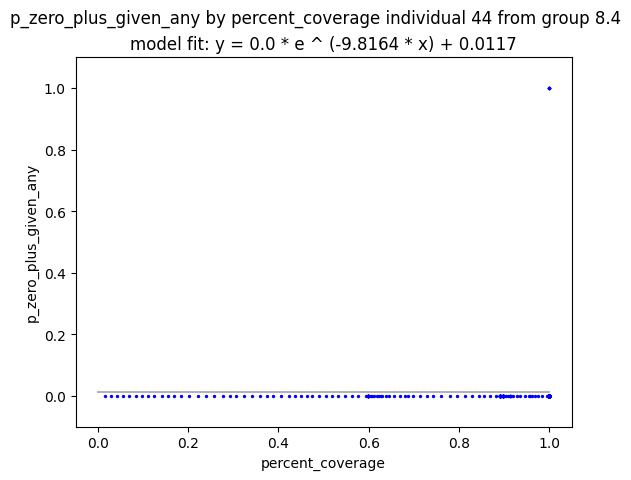 p_zero_plus_given_any by percent_coverage individual 44 from group 8.4
model fit: y = 0.0 * e ^ (-9.8164 * x) + 0.0117
p_zero_plus_given_any
1.0
0.8
0.6
0.4
0.2
0.0
0.0 0.2 0.4 0.6 0.8 1.0
percent_coverage